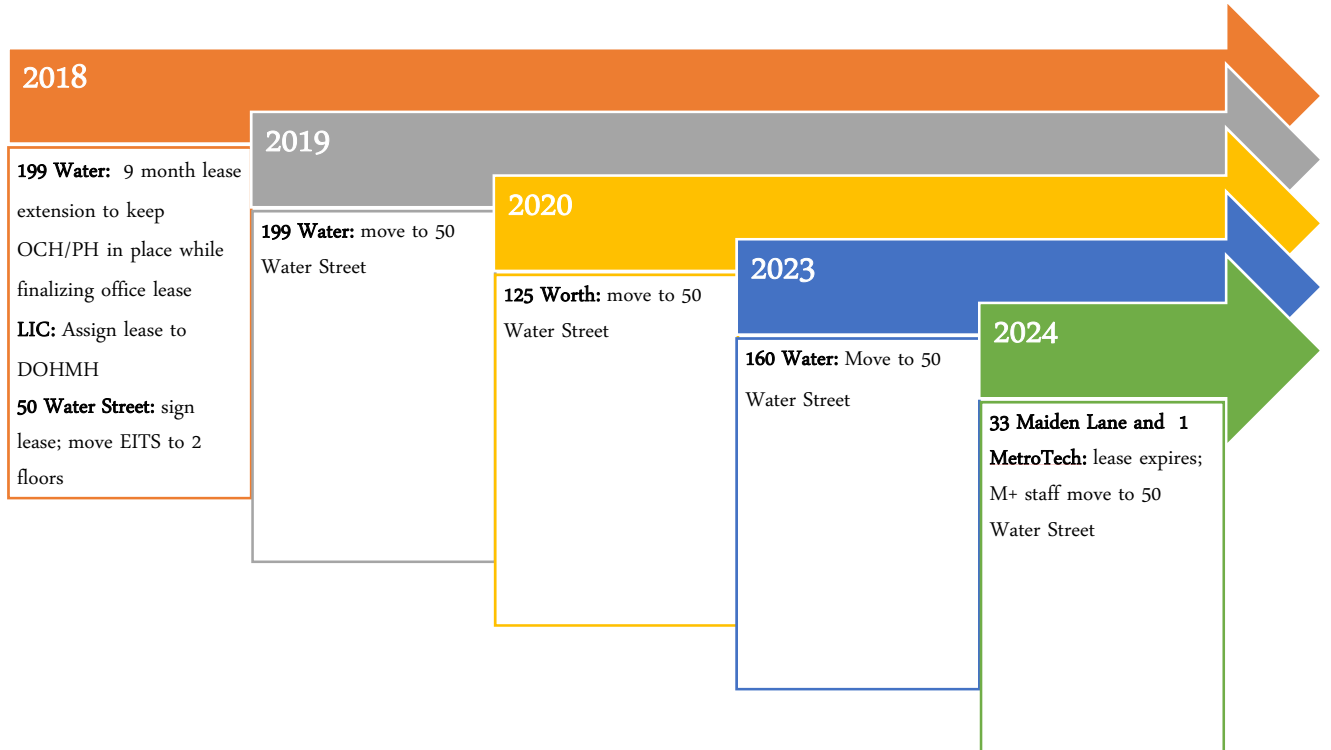 2018
199 Water: 9 month lease
extension to keep
OCH/PH in place while
finalizing office lease
LIC: Assign lease to
DOHMH
50 Water Street: sign
lease; move EITS to 2
floors
2019
199 Water: move to 50
Water Street
2020
125 Worth: move to 50
Water Street
2023
160 Water: Move to 50
Water Street
2024
33 Maiden Lane and 1
MetroTech: lease expires;
M+ staff move to 50
Water Street